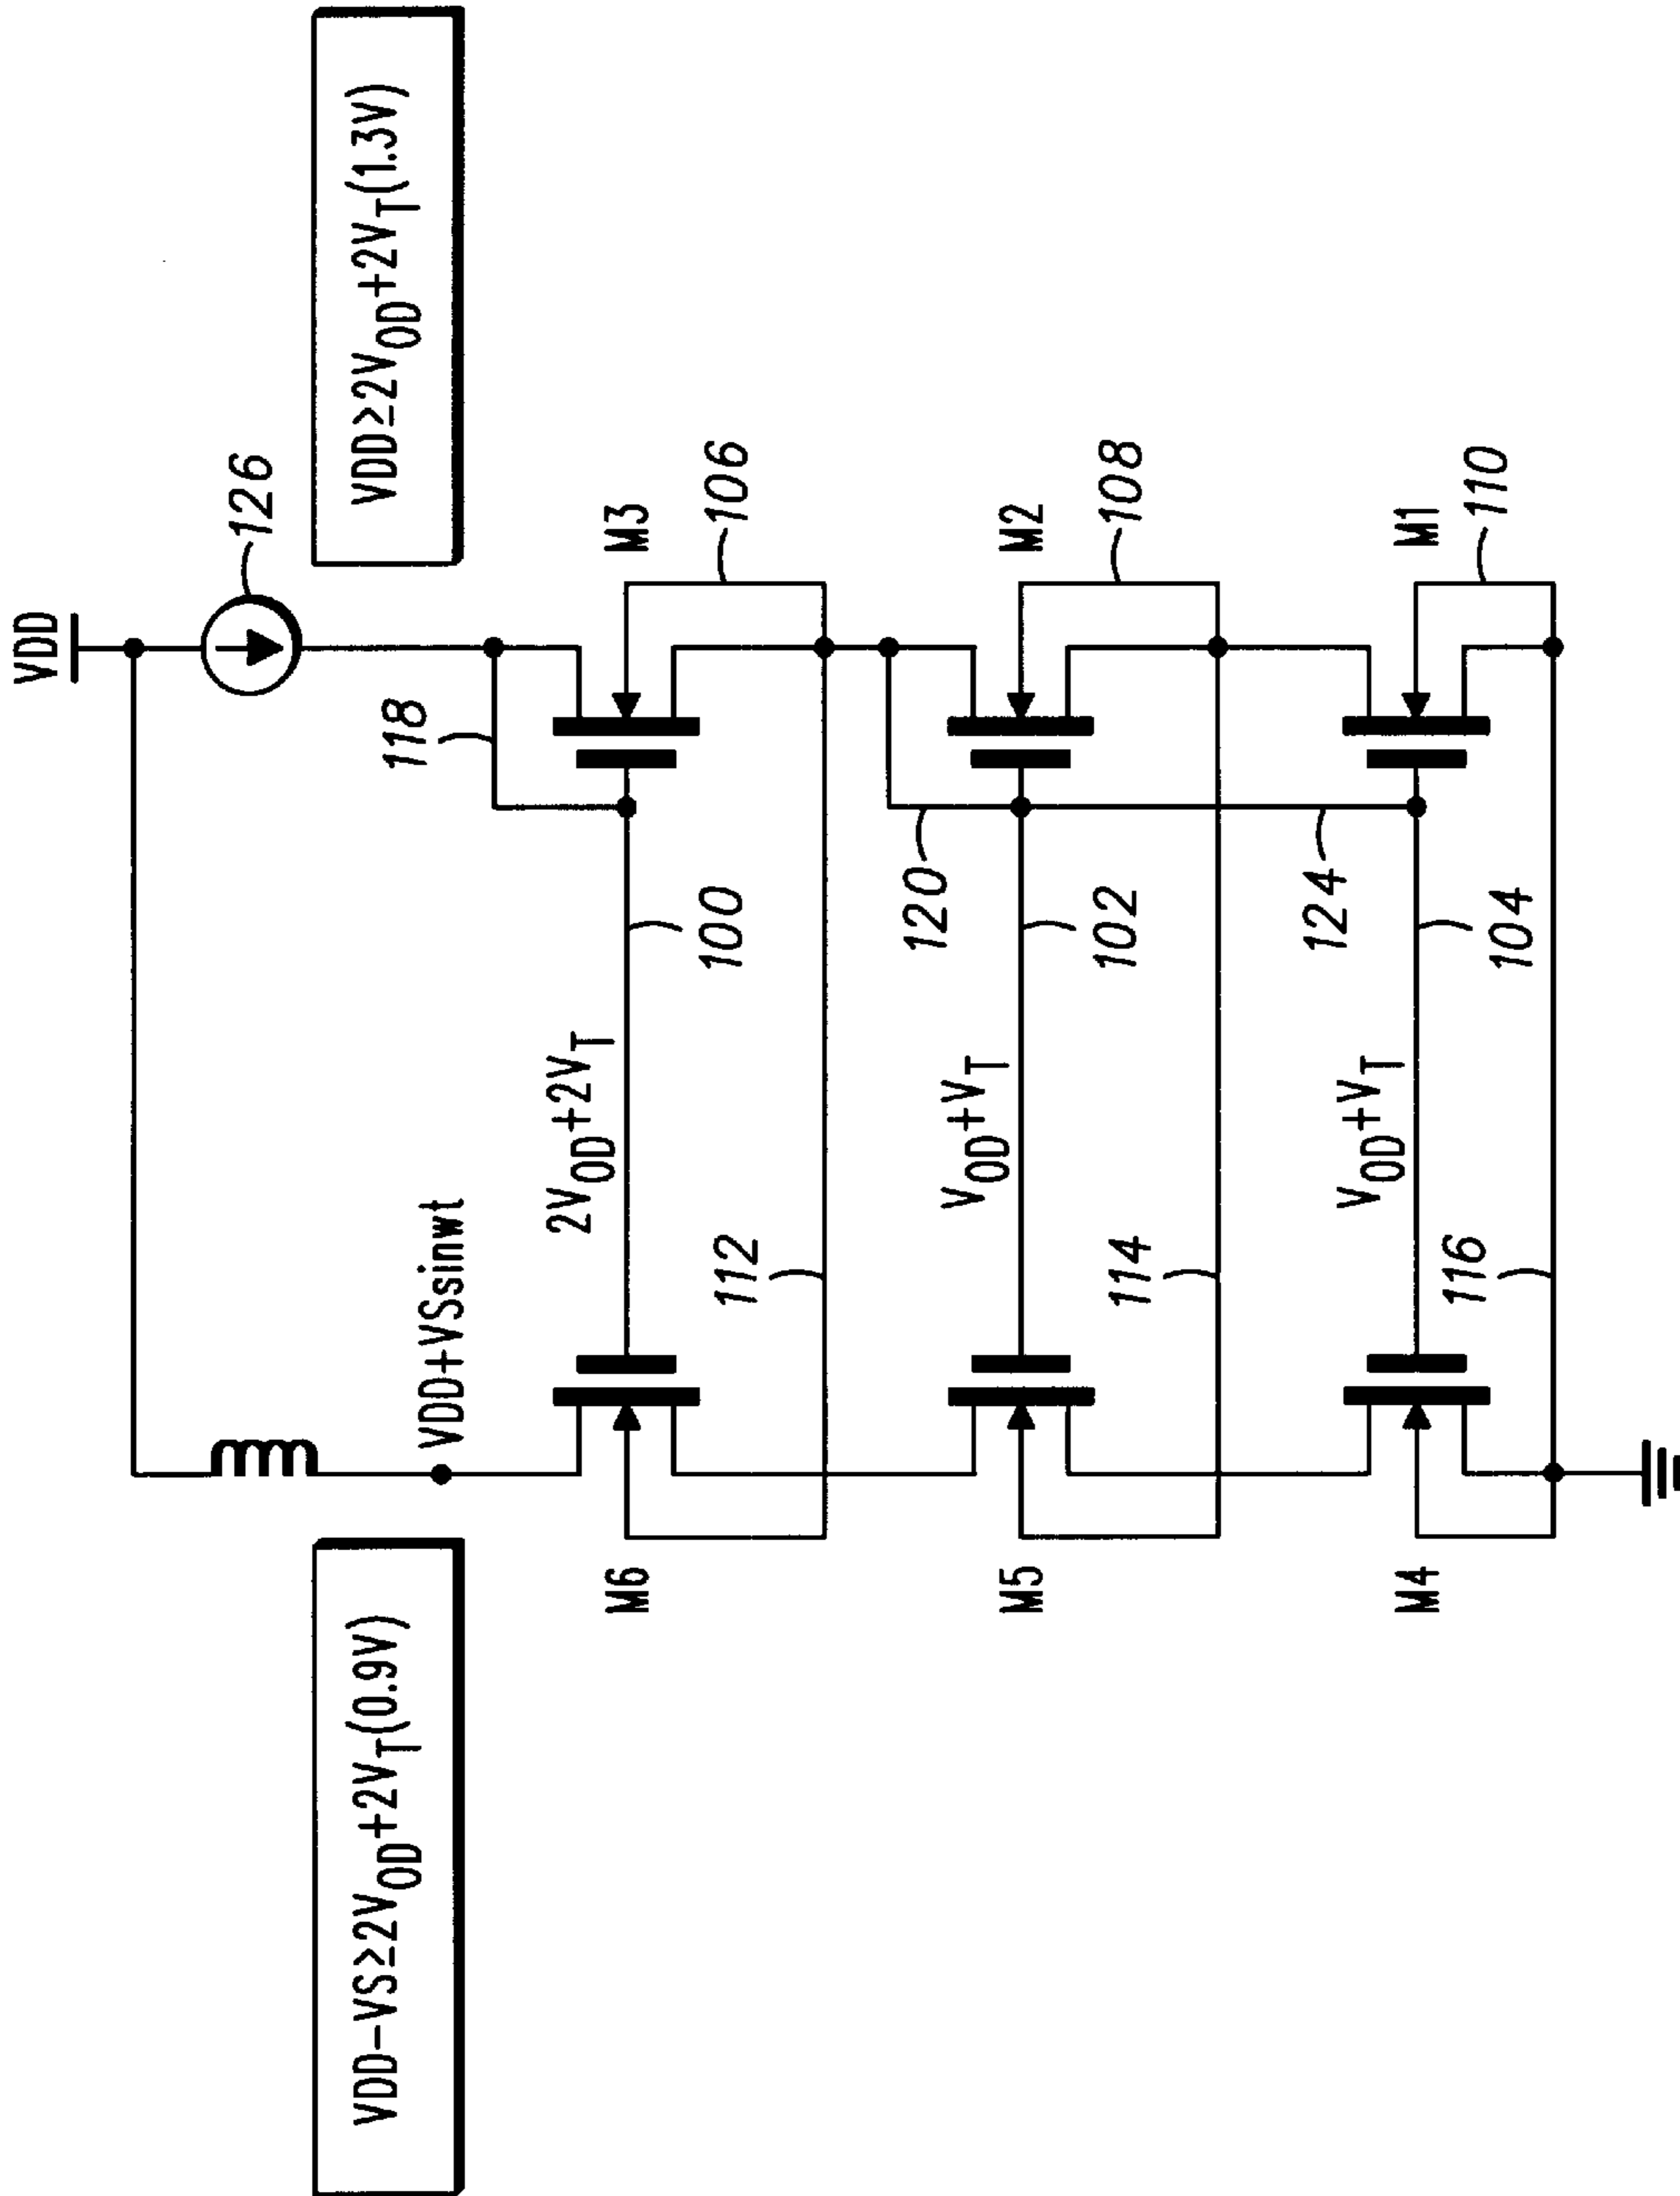 VDD
126
VDD-VS≥2VOD+2VT(0.9V)
VDD≥2VOD+2VT(1.3V)
VDD+VSsinwt
118
M6
2VOD+2VT
100
M3
112
106
120
M5
VOD+VT
102
M2
114
108
124
M4
VOD+VT
104
M1
116
110